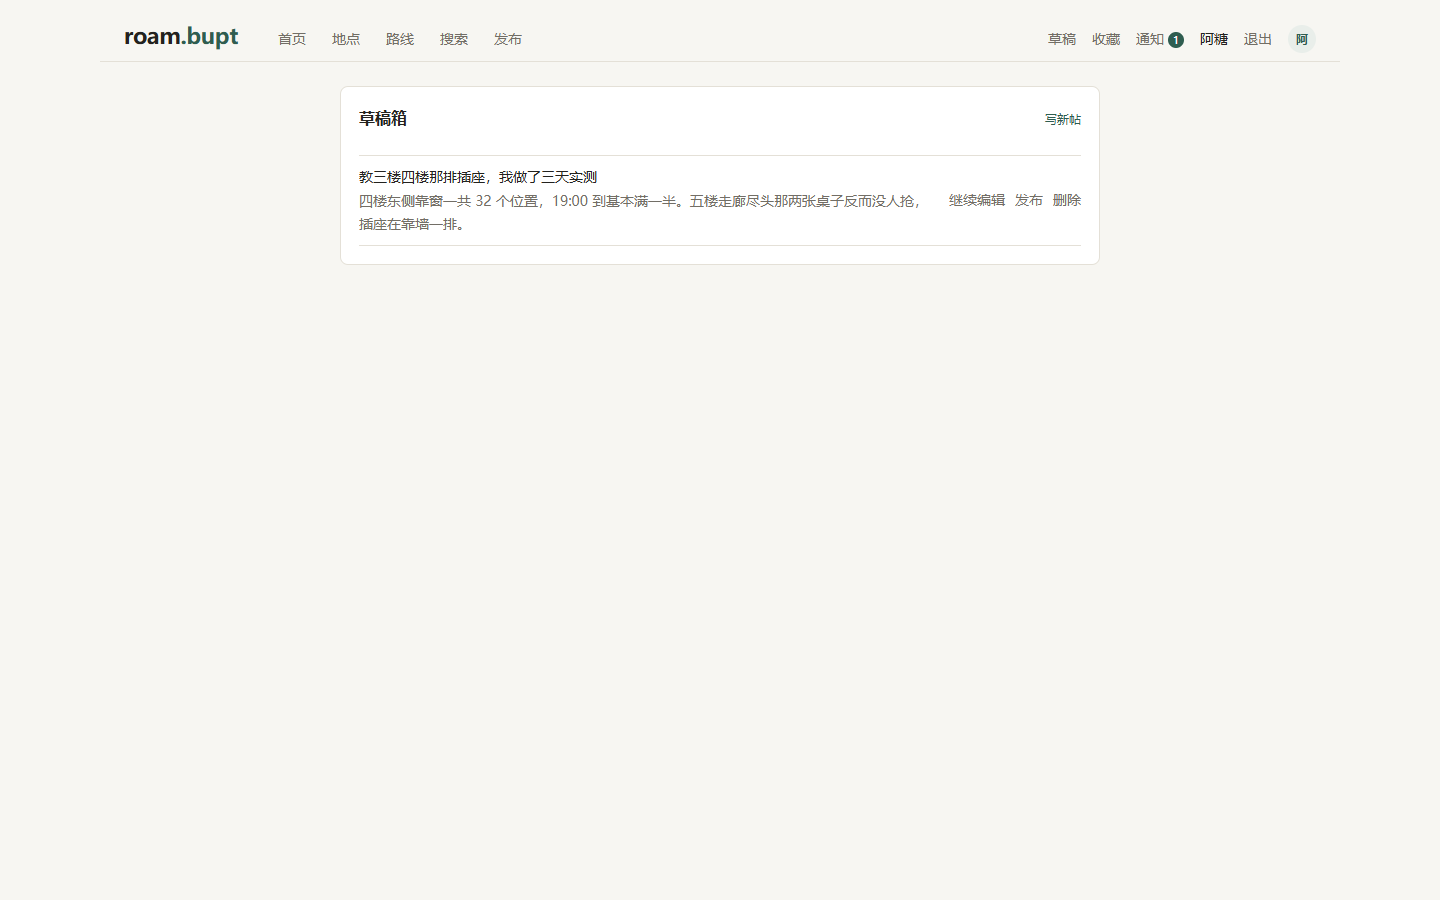 roam.bupt 首页 地点 路线 搜索 发布 草稿 收藏 通知 1 阿糖 退出 阿
草稿箱 写新帖
教三楼四楼那排插座，我做了三天实测
四楼东侧靠窗一共 32 个位置，19:00 到基本满一半。五楼走廊尽头那两张桌子反而没人抢， 继续编辑 发布 删除
插座在靠墙一排。